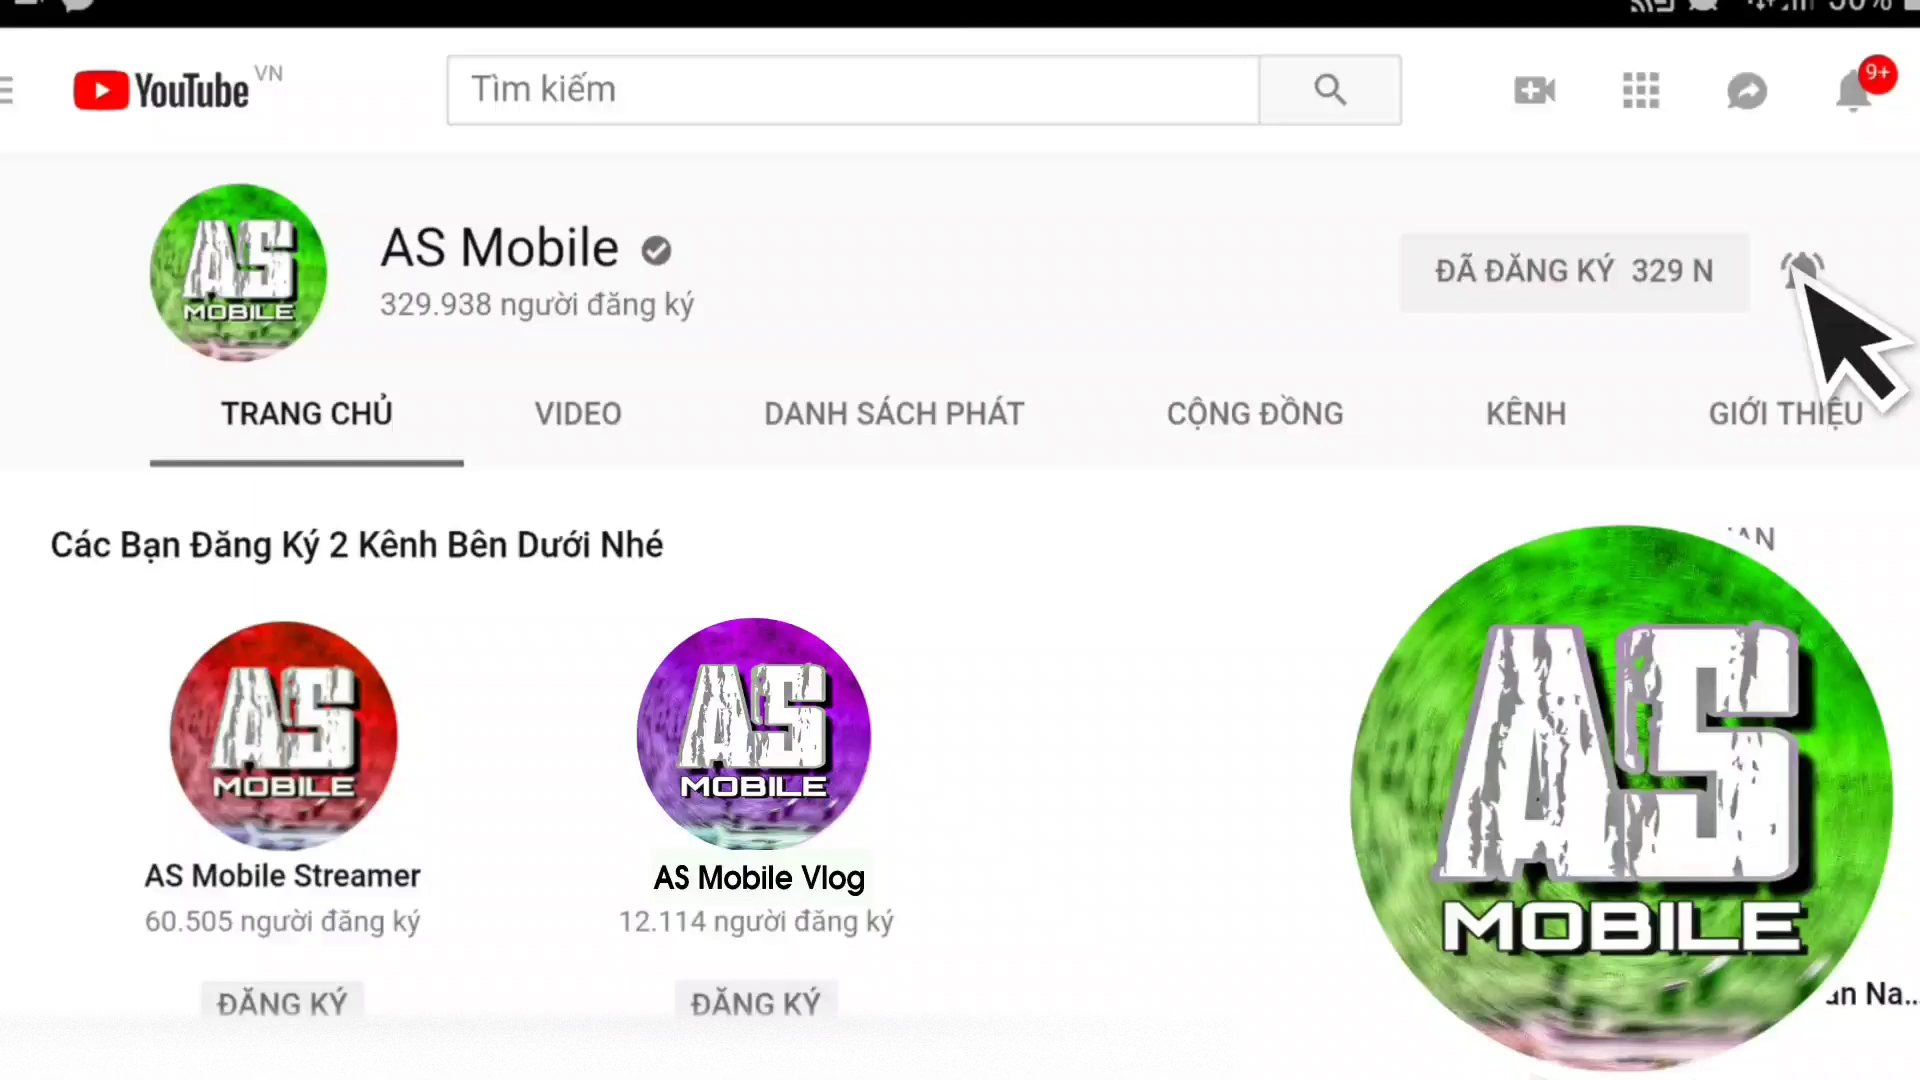 YouTube VN
Tìm kiếm
9+
AS
MOBILE
AS Mobile
329.938 người đăng ký
ĐÃ ĐĂNG KÝ 329 N
TRANG CHỦ
VIDEO
DANH SÁCH PHÁT
CỘNG ĐỒNG
KÊNH
GIỚI THIỆU
Các Bạn Đăng Ký 2 Kênh Bên Dưới Nhé
AS
MOBILE
AS Mobile Streamer
60.505 người đăng ký
ĐĂNG KÝ
AS
MOBILE
AS Mobile Vlog
12.114 người đăng ký
ĐĂNG KÝ
AS
MOBILE